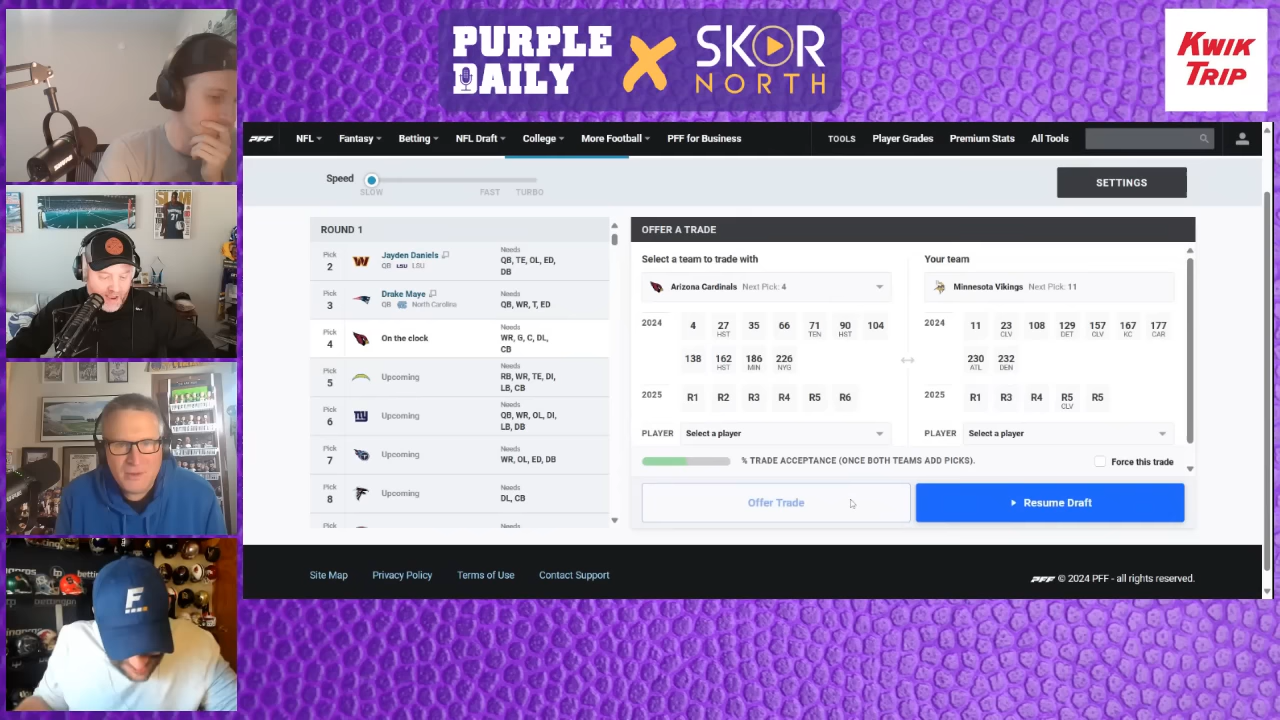 PURPLE
DAILY
X
SKOR
NORTH
KWIK
TRIP
PFF
NFL
Fantasy
Betting
NFL Draft
College
More Football
PFF for Business
TOOLS
Player Grades
Premium Stats
All Tools
Speed
SLOW
FAST
TURBO
SETTINGS
ROUND 1
Pick 2
Jayden Daniels
QB LSU LSU
Needs
QB, TE, OL, ED,
DB
Pick 3
Drake Maye
QB North Carolina
Needs
QB, WR, T, ED
Pick 4
On the clock
Needs
WR, G, C, DL,
CB
Pick 5
Upcoming
Needs
RB, WR, TE, DI,
LB, CB
Pick 6
Upcoming
Needs
QB, WR, OL, DI,
LB, DB
Pick 7
Upcoming
Needs
WR, OL, ED, DB
Pick 8
Upcoming
Needs
DL, CB
Pick
Needs
OFFER A TRADE
Select a team to trade with
Arizona Cardinals Next Pick: 4
2024
4 27 HST 35 66 71 TEN 90 HST 104
138 162 HST 186 MIN 226 NYG
2025 R1 R2 R3 R4 R5 R6
PLAYER Select a player
Your team
Minnesota Vikings Next Pick: 11
2024
11 23 CLV 108 129 DET 157 CLV 167 KC 177 CAR
230 ATL 232 DEN
2025 R1 R3 R4 R5 CLV R5
PLAYER Select a player
% TRADE ACCEPTANCE (ONCE BOTH TEAMS ADD PICKS).
Force this trade
Offer Trade
Resume Draft
Site Map
Privacy Policy
Terms of Use
Contact Support
PFF © 2024 PFF - all rights reserved.
SLAM